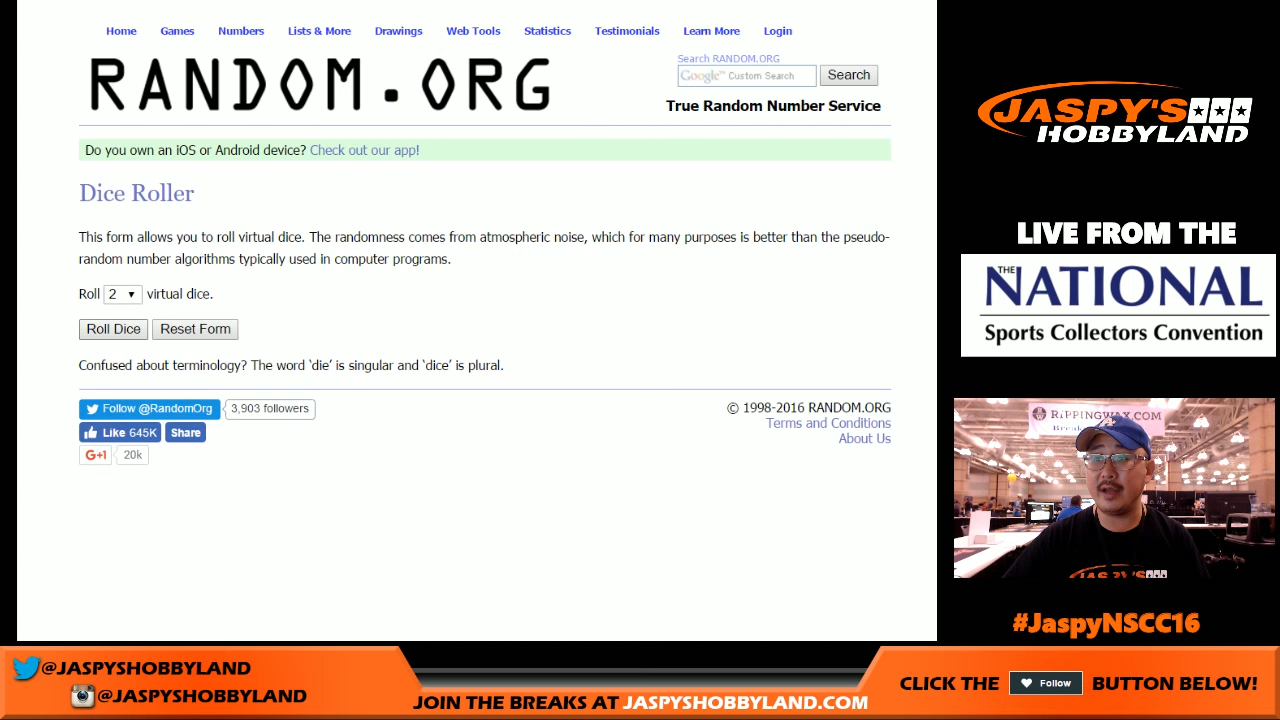 Home Games Numbers Lists & More Drawings Web Tools Statistics Testimonials Learn More Login
RANDOM.ORG
Search RANDOM.ORG
Google™ Custom Search Search
True Random Number Service
Do you own an iOS or Android device? Check out our app!
Dice Roller
This form allows you to roll virtual dice. The randomness comes from atmospheric noise, which for many purposes is better than the pseudo-
random number algorithms typically used in computer programs.
Roll 2 virtual dice.
Roll Dice Reset Form
Confused about terminology? The word ‘die’ is singular and ‘dice’ is plural.
Follow @RandomOrg 3,903 followers
Like 645K Share
G+1 20k
© 1998-2016 RANDOM.ORG
Terms and Conditions
About Us
JASPY'S
HOBBYLAND
LIVE FROM THE
THE NATIONAL
Sports Collectors Convention
RIPPINGWAX.COM
JASPY'S
#JaspyNSCC16
@JASPYSHOBBYLAND
@JASPYSHOBBYLAND
JOIN THE BREAKS AT JASPYSHOBBYLAND.COM
CLICK THE Follow BUTTON BELOW!